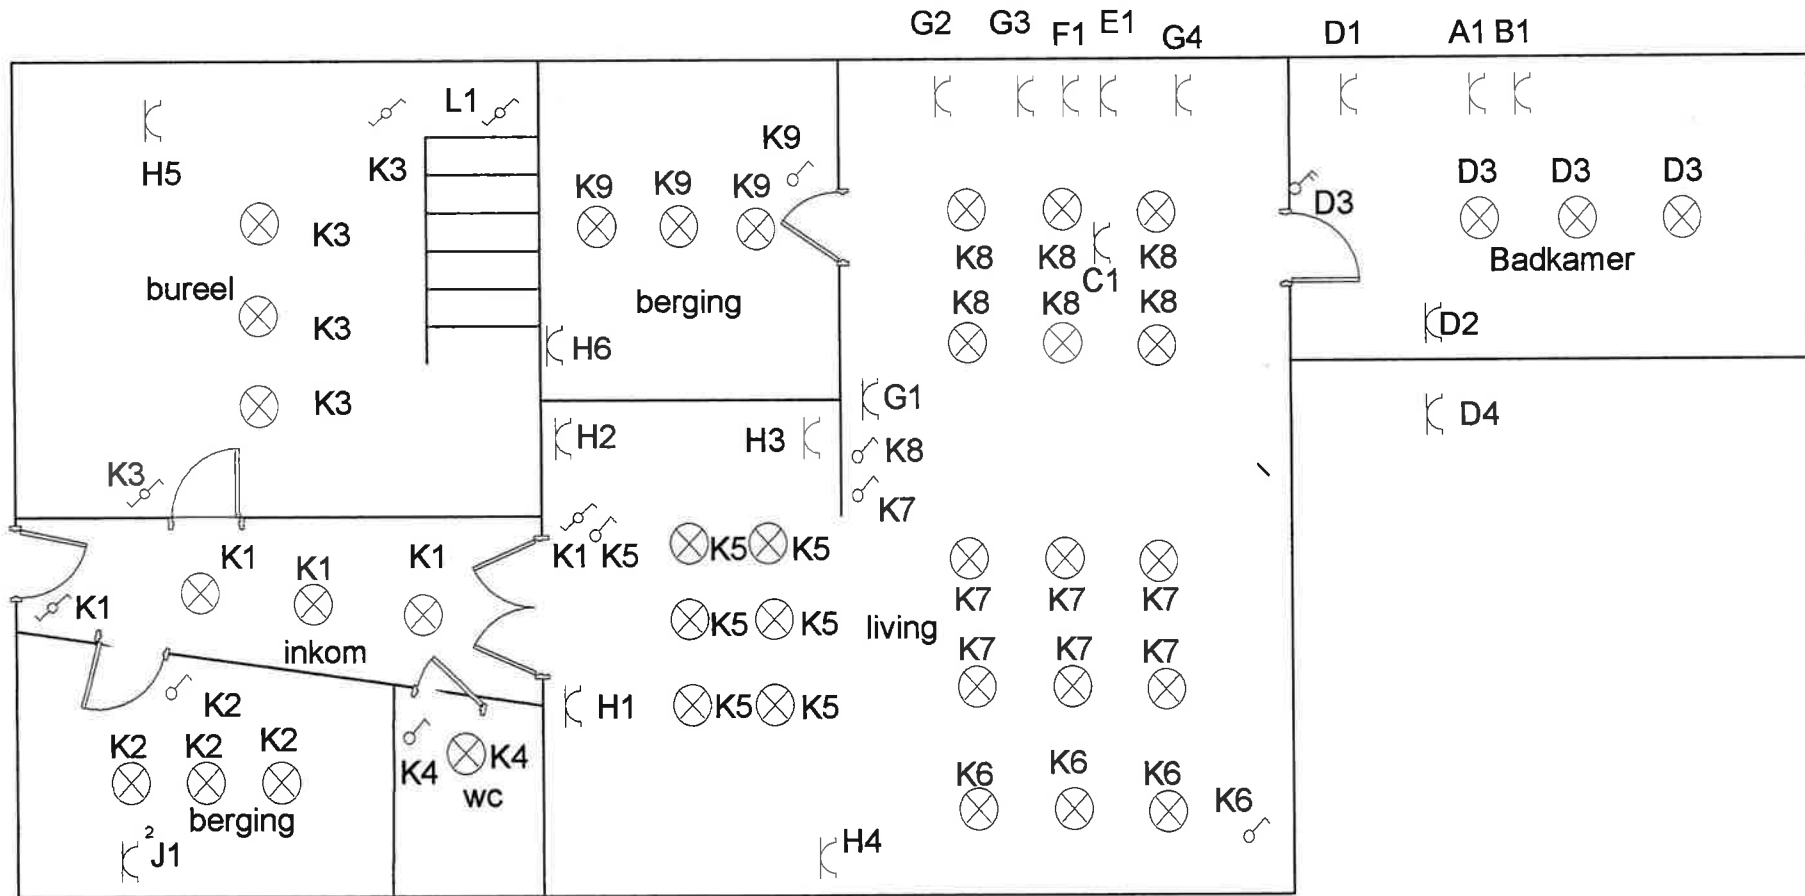 G2 G3 F1 E1 G4 D1 A1 B1
L1
H5 K3 K9
K9 K9 K9 D3 D3 D3
D3
K3
bureel
berging
K8 K8 K8
C1
Badkamer
K8 K8 K8
K3
H6
D2
K3
G1
H2 H3 K8
D4
K3
K7
K1 K1 K1
K1 K5 K5 K5
K1
K7 K7 K7
inkom
K5 K5
living
K7 K7 K7
K2
H1 K5 K5
K2 K2 K2
K4 K4
wc
K6 K6 K6
K6
berging
2
J1
H4